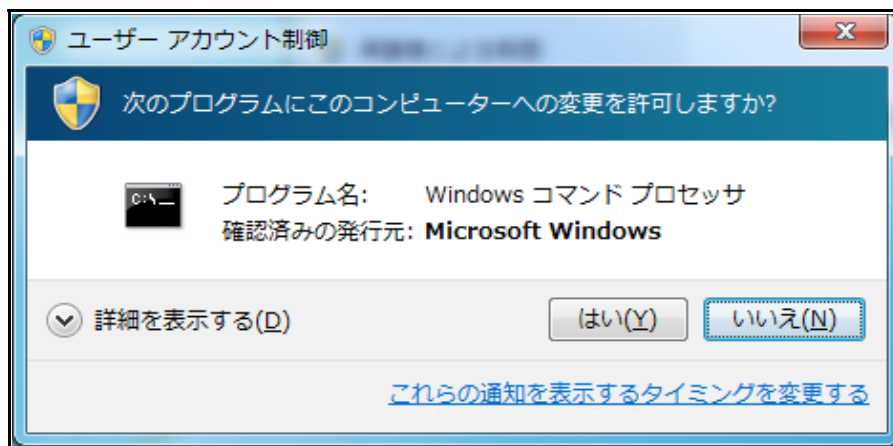 ユーザー アカウント制御
次のプログラムにこのコンピューターへの変更を許可しますか?
C:\_
プログラム名: Windows コマンド プロセッサ
確認済みの発行元: Microsoft Windows
詳細を表示する(D)
はい(Y)
いいえ(N)
これらの通知を表示するタイミングを変更する